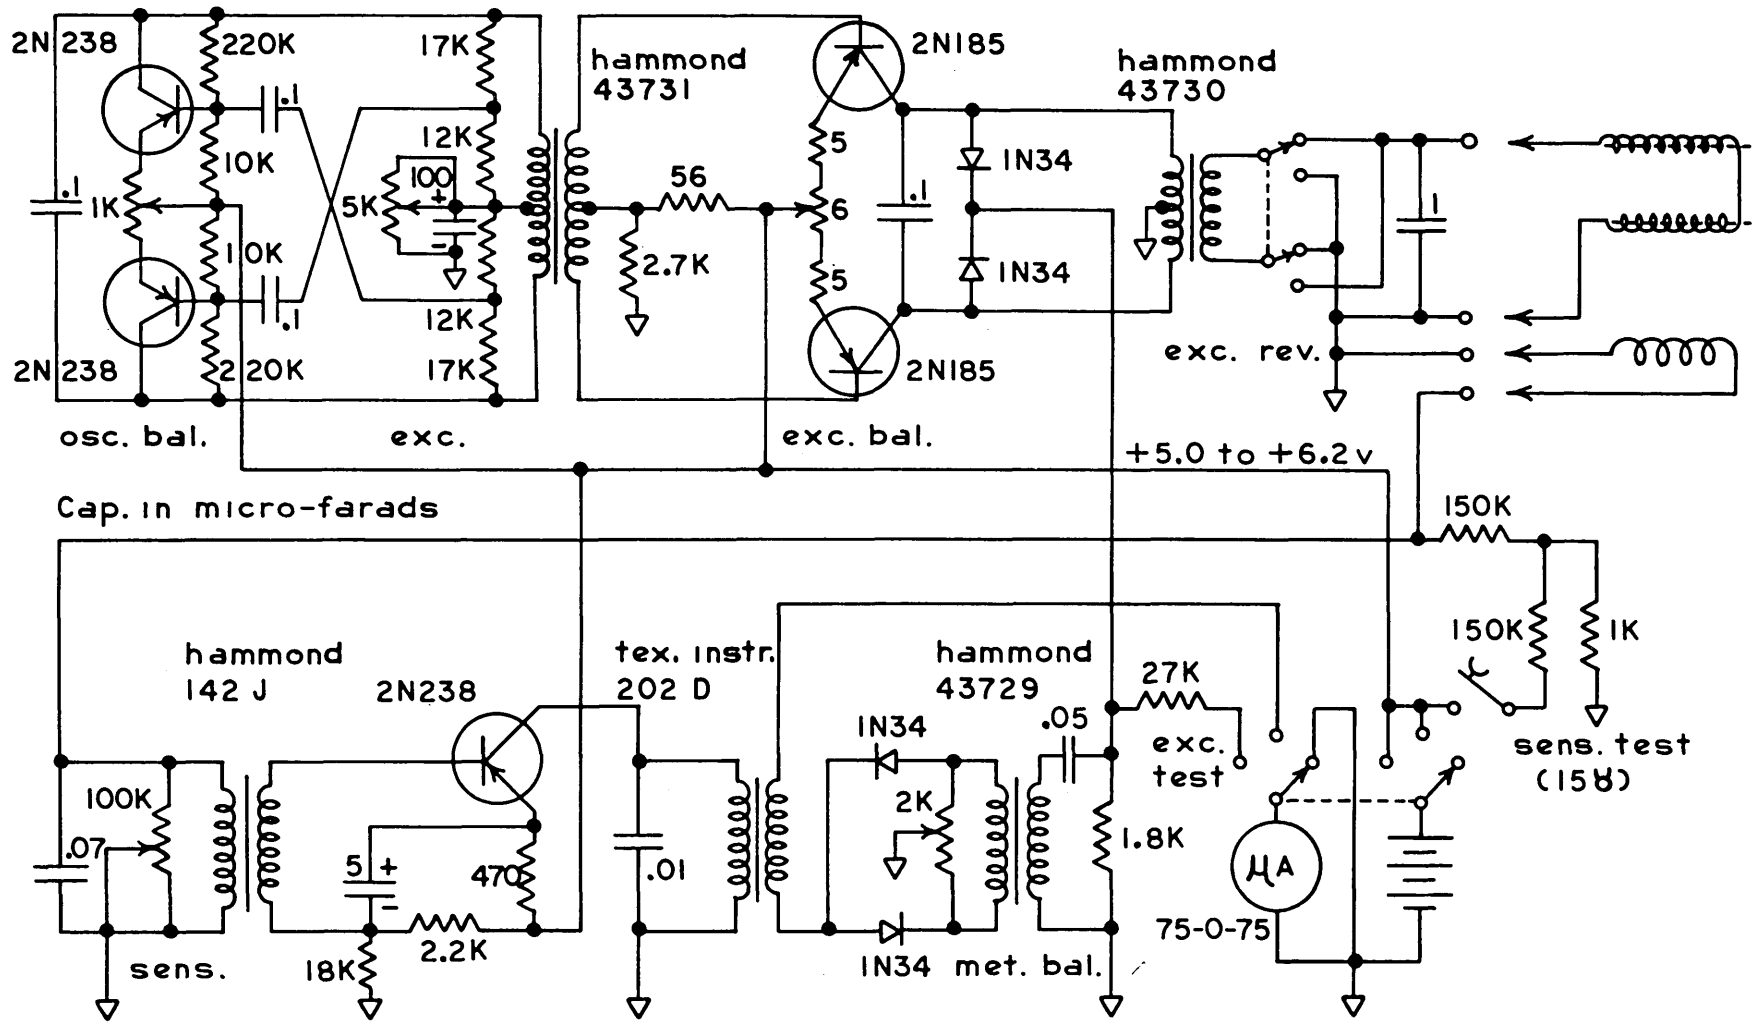 2N238
220K
17K
hammond
43731
2N185
hammond
43730
.1
10K
12K
100
+
5K
-
.1
1K
56
5
6
5
.1
1N34
1
10K
2.7K
1N34
.1
12K
2N238
220K
17K
2N185
exc. rev.
osc. bal.
exc.
exc. bal.
+5.0 to +6.2v
Cap. in micro-farads
150K
150K
1K
hammond
142 J
2N238
tex. instr.
202 D
hammond
43729
27K
.05
1N34
exc.
test
sens. test
(15४)
100K
2K
.07
5
+
-
470
.01
1.8K
μA
75-0-75
2.2K
sens.
18K
1N34
met. bal.